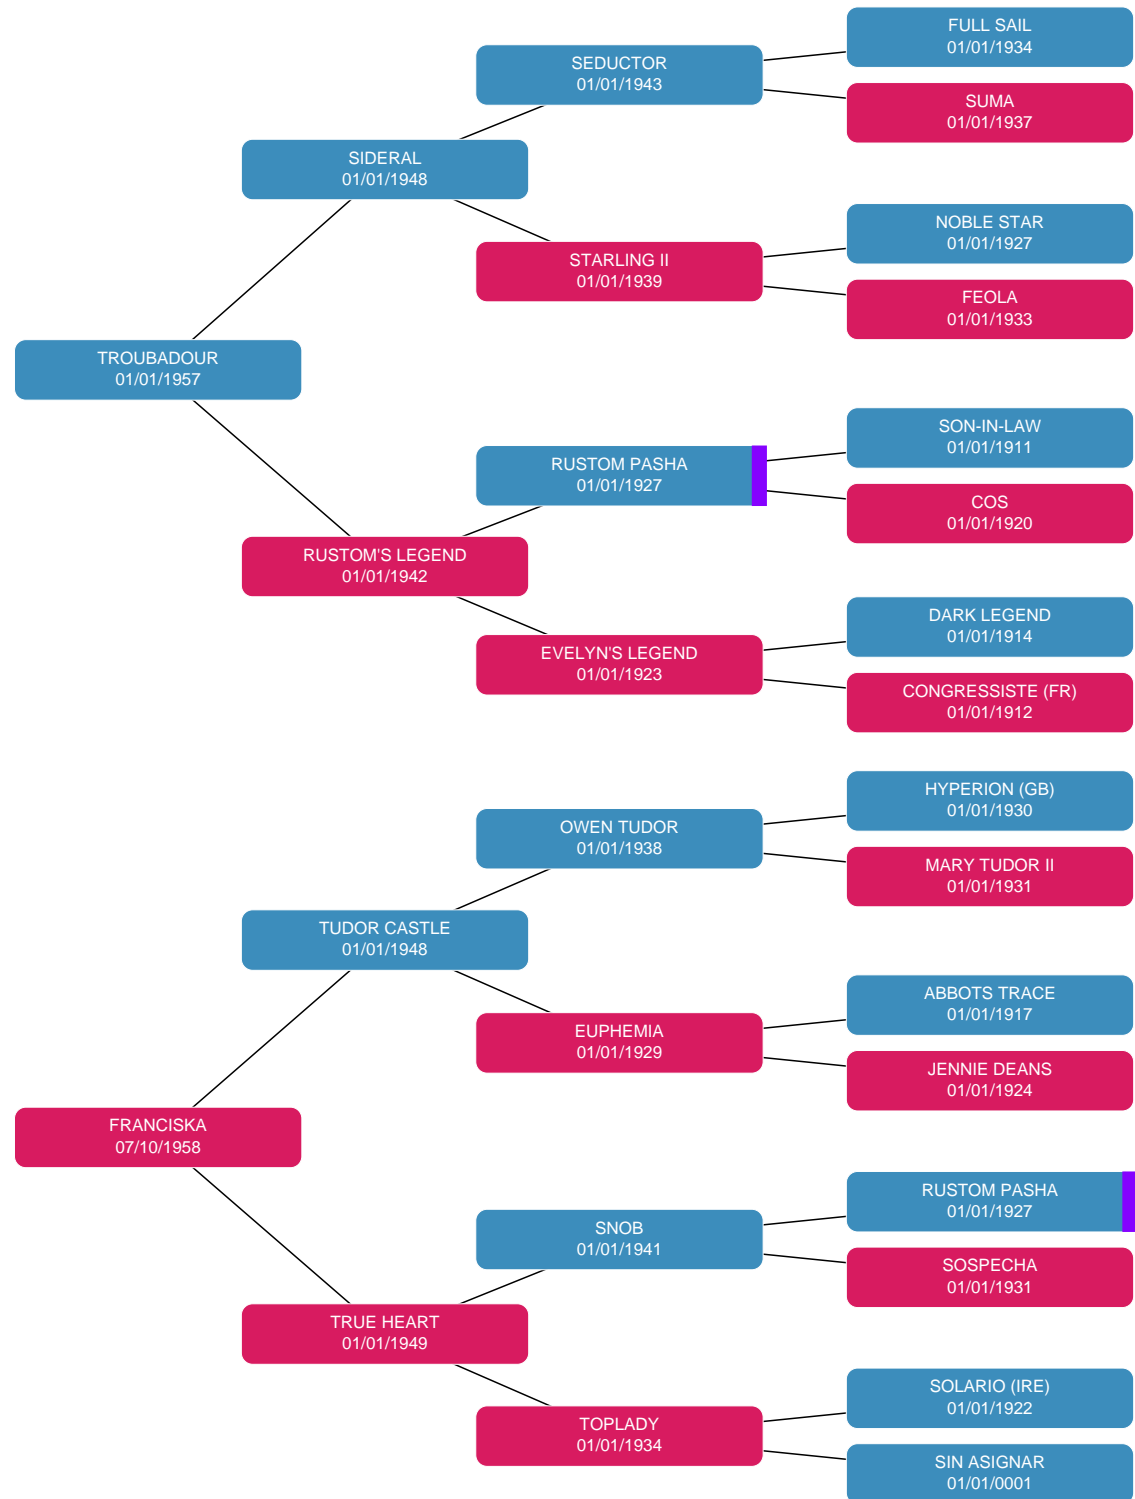 FULL SAIL
01/01/1934
SEDUCTOR
01/01/1943
SUMA
01/01/1937
SIDERAL
01/01/1948
NOBLE STAR
01/01/1927
STARLING II
01/01/1939
FEOLA
01/01/1933
TROUBADOUR
01/01/1957
SON-IN-LAW
01/01/1911
RUSTOM PASHA
01/01/1927
COS
01/01/1920
RUSTOM'S LEGEND
01/01/1942
DARK LEGEND
01/01/1914
EVELYN'S LEGEND
01/01/1923
CONGRESSISTE (FR)
01/01/1912
HYPERION (GB)
01/01/1930
OWEN TUDOR
01/01/1938
MARY TUDOR II
01/01/1931
TUDOR CASTLE
01/01/1948
ABBOTS TRACE
01/01/1917
EUPHEMIA
01/01/1929
JENNIE DEANS
01/01/1924
FRANCISKA
07/10/1958
RUSTOM PASHA
01/01/1927
SNOB
01/01/1941
SOSPECHA
01/01/1931
TRUE HEART
01/01/1949
SOLARIO (IRE)
01/01/1922
TOPLADY
01/01/1934
SIN ASIGNAR
01/01/0001